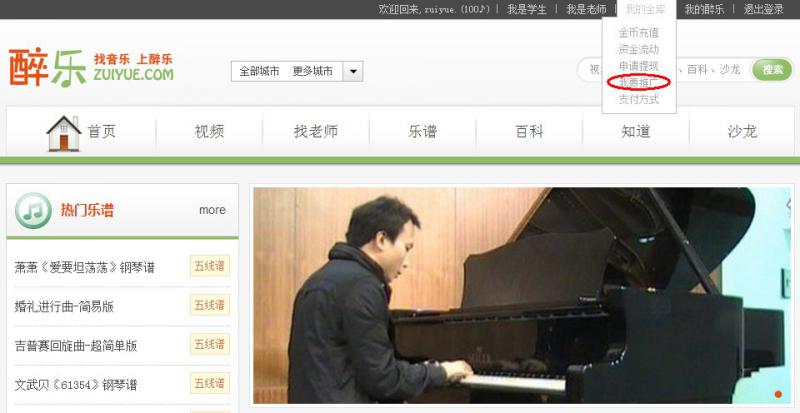 欢迎回来,zuiyue.(100♪) | 我是学生 | 我是老师 | 我的金库 | 我的醉乐 | 退出登录
金币充值
资金流动
申请提现
我要推广
支付方式
醉乐 找音乐 上醉乐
ZUIYUE.COM
全部城市 更多城市
、百科、沙龙 搜索
首页 视频 找老师 乐谱 百科 知道 沙龙
热门乐谱 more
萧萧《爱要坦荡荡》钢琴谱 五线谱
婚礼进行曲-简易版 五线谱
吉普赛回旋曲-超简单版 五线谱
文武贝《61354》钢琴谱 五线谱